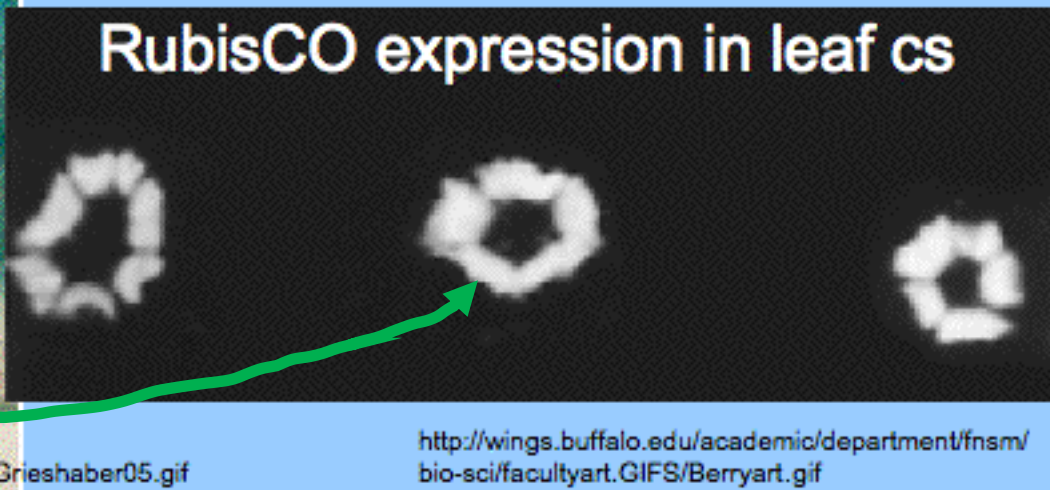 RubisCO expression in leaf cs
http://wings.buffalo.edu/academic/department/fnsm/
bio-sci/facultyart.GIFS/Berryart.gif
Grieshaber05.gif